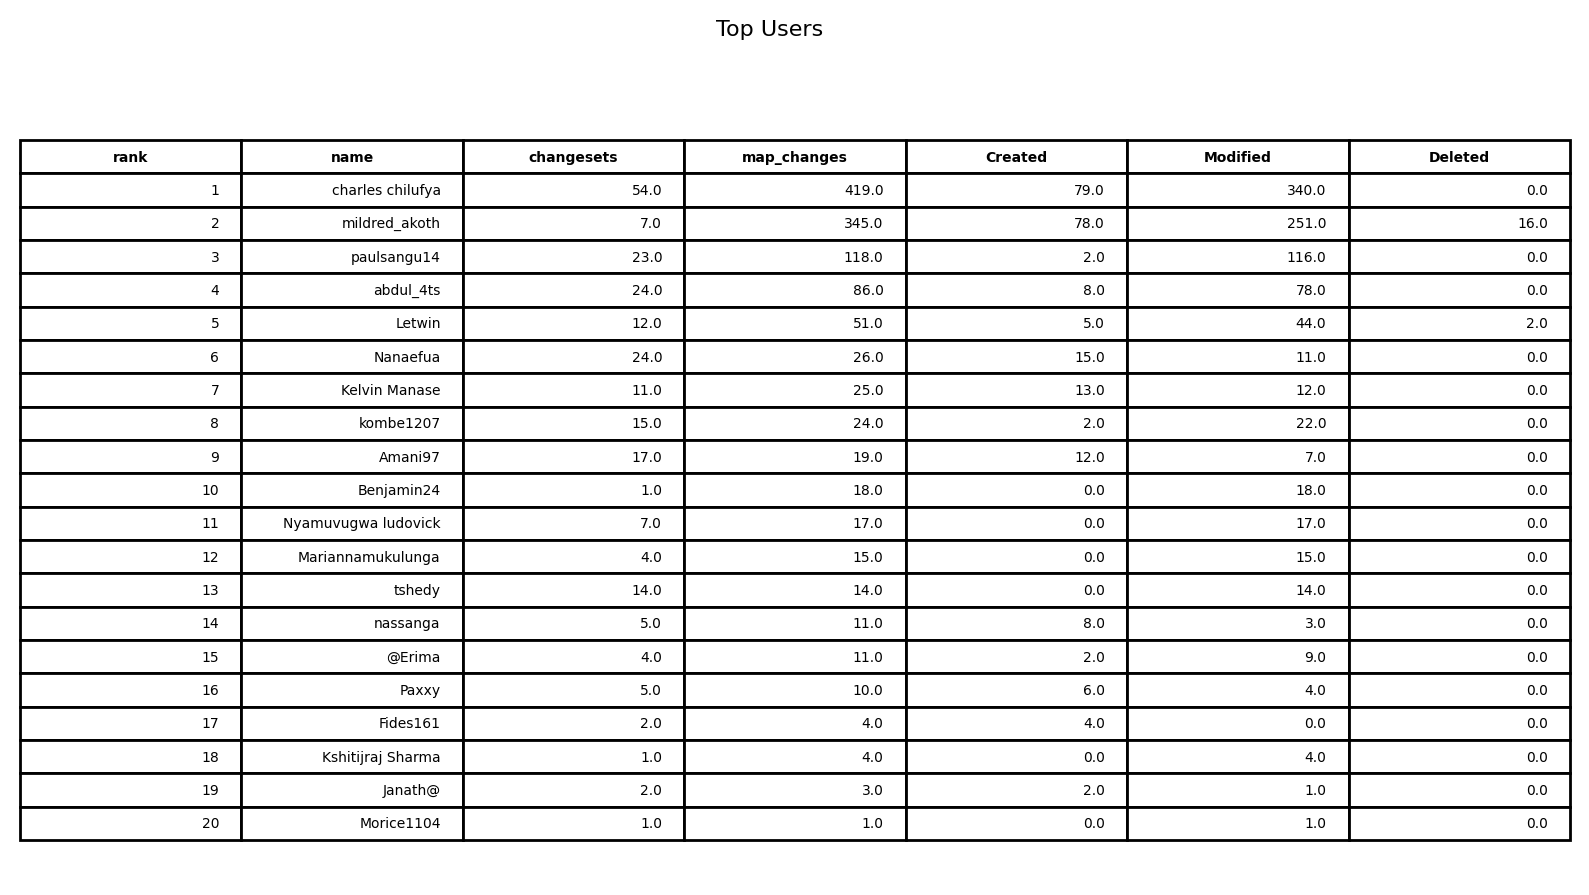 Top Users
rank name changesets map_changes Created Modified Deleted
1 charles chilufya 54.0 419.0 79.0 340.0 0.0
2 mildred_akoth 7.0 345.0 78.0 251.0 16.0
3 paulsangu14 23.0 118.0 2.0 116.0 0.0
4 abdul_4ts 24.0 86.0 8.0 78.0 0.0
5 Letwin 12.0 51.0 5.0 44.0 2.0
6 Nanaefua 24.0 26.0 15.0 11.0 0.0
7 Kelvin Manase 11.0 25.0 13.0 12.0 0.0
8 kombe1207 15.0 24.0 2.0 22.0 0.0
9 Amani97 17.0 19.0 12.0 7.0 0.0
10 Benjamin24 1.0 18.0 0.0 18.0 0.0
11 Nyamuvugwa ludovick 7.0 17.0 0.0 17.0 0.0
12 Mariannamukulunga 4.0 15.0 0.0 15.0 0.0
13 tshedy 14.0 14.0 0.0 14.0 0.0
14 nassanga 5.0 11.0 8.0 3.0 0.0
15 @Erima 4.0 11.0 2.0 9.0 0.0
16 Paxxy 5.0 10.0 6.0 4.0 0.0
17 Fides161 2.0 4.0 4.0 0.0 0.0
18 Kshitijraj Sharma 1.0 4.0 0.0 4.0 0.0
19 Janath@ 2.0 3.0 2.0 1.0 0.0
20 Morice1104 1.0 1.0 0.0 1.0 0.0